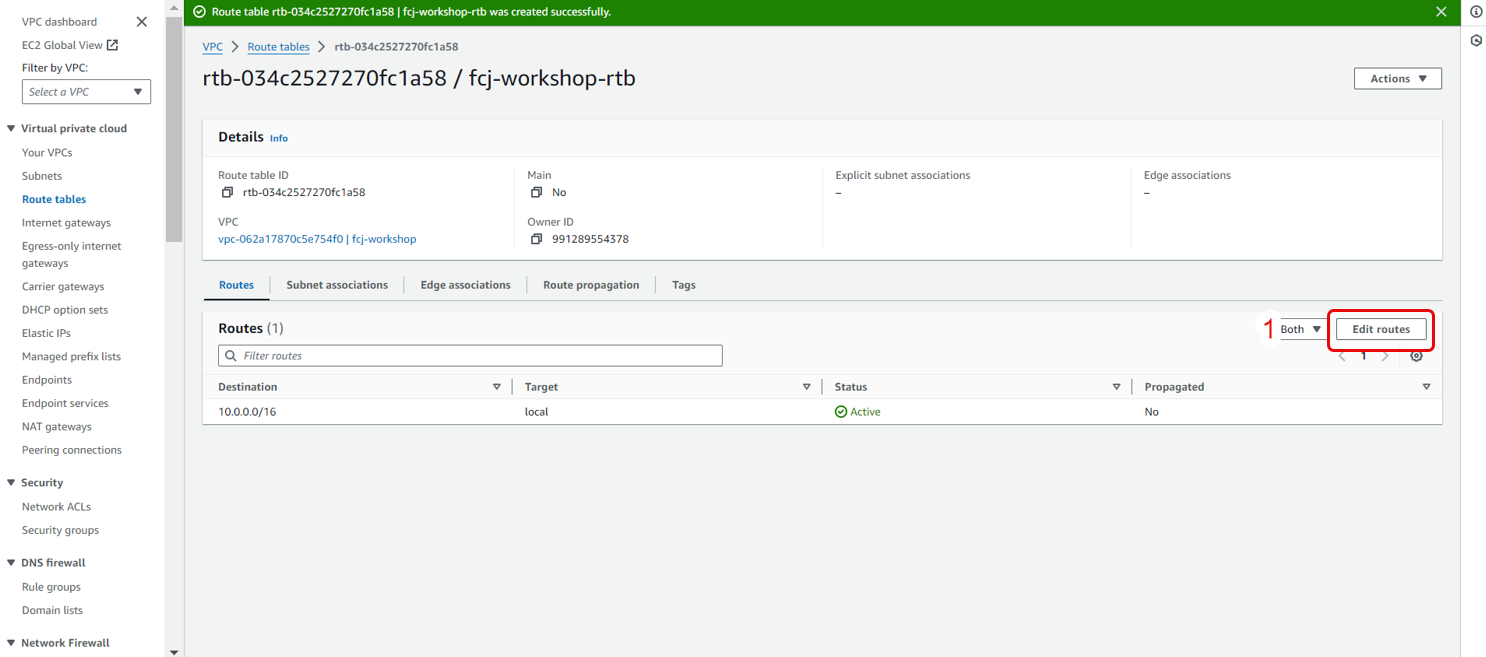 Route table rtb-034c2527270fc1a58 | fcj-workshop-rtb was created successfully.
VPC dashboard
EC2 Global View
Filter by VPC:
Select a VPC
Virtual private cloud
Your VPCs
Subnets
Route tables
Internet gateways
Egress-only internet
gateways
Carrier gateways
DHCP option sets
Elastic IPs
Managed prefix lists
Endpoints
Endpoint services
NAT gateways
Peering connections
Security
Network ACLs
Security groups
DNS firewall
Rule groups
Domain lists
Network Firewall
VPC > Route tables > rtb-034c2527270fc1a58
rtb-034c2527270fc1a58 / fcj-workshop-rtb
Actions
Details Info
Route table ID
rtb-034c2527270fc1a58
VPC
vpc-062a17870c5e754f0 | fcj-workshop
Main
No
Owner ID
991289554378
Explicit subnet associations
–
Edge associations
–
Routes Subnet associations Edge associations Route propagation Tags
Routes (1)
1 Both Edit routes
Filter routes
1
Destination Target Status Propagated
10.0.0.0/16 local Active No